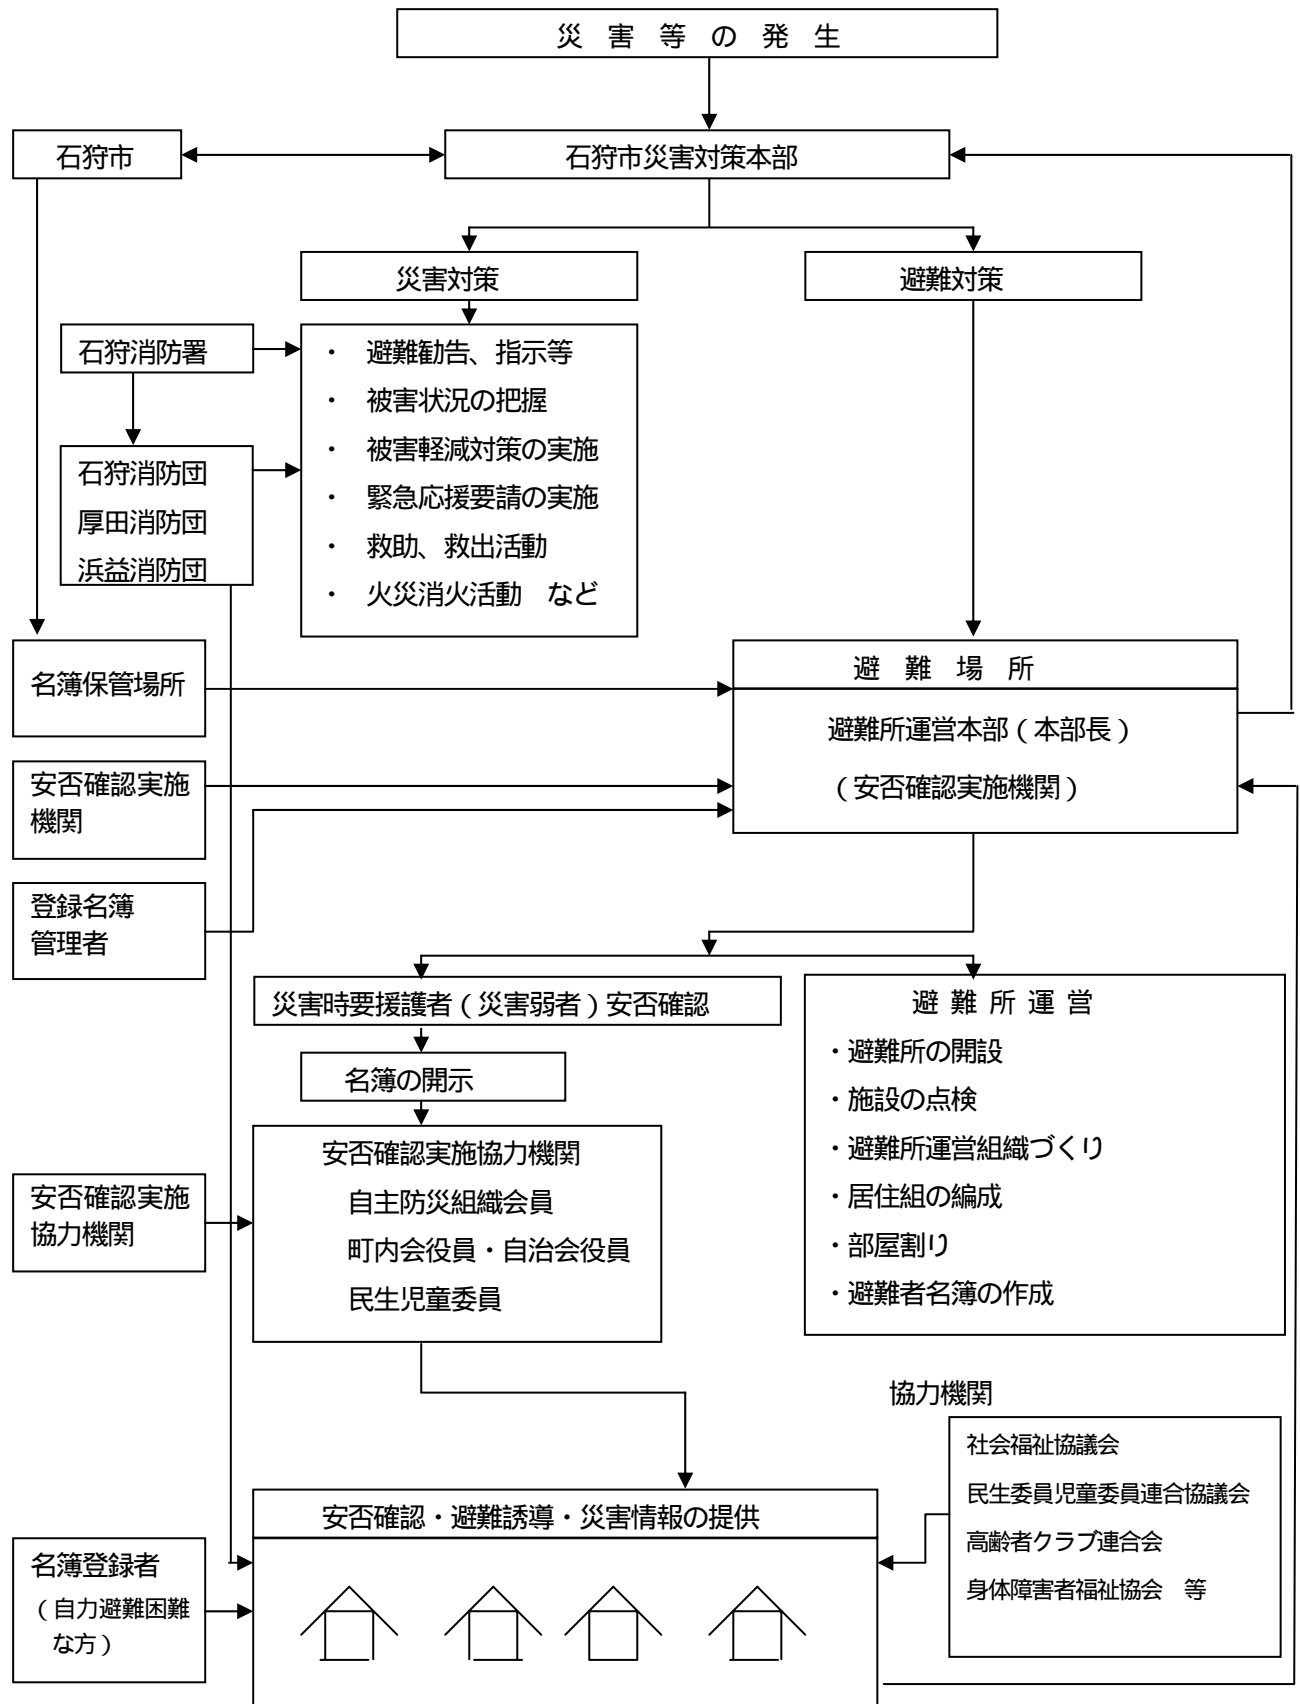 災 害 等 の 発 生
石狩市
石狩市災害対策本部
災害対策
避難対策
石狩消防署
・ 避難勧告、指示等
・ 被害状況の把握
・ 被害軽減対策の実施
・ 緊急応援要請の実施
・ 救助、救出活動
・ 火災消火活動 など
石狩消防団
厚田消防団
浜益消防団
名簿保管場所
避 難 場 所
避難所運営本部(本部長)
(安否確認実施機関)
安否確認実施
機関
登録名簿
管理者
災害時要援護者(災害弱者)安否確認
名簿の開示
避 難 所 運 営
・避難所の開設
・施設の点検
・避難所運営組織づくり
・居住組の編成
・部屋割り
・避難者名簿の作成
安否確認実施
協力機関
安否確認実施協力機関
自主防災組織会員
町内会役員・自治会役員
民生児童委員
協力機関
社会福祉協議会
民生委員児童委員連合協議会
高齢者クラブ連合会
身体障害者福祉協会 等
安否確認・避難誘導・災害情報の提供
名簿登録者
(自力避難困難
な方)